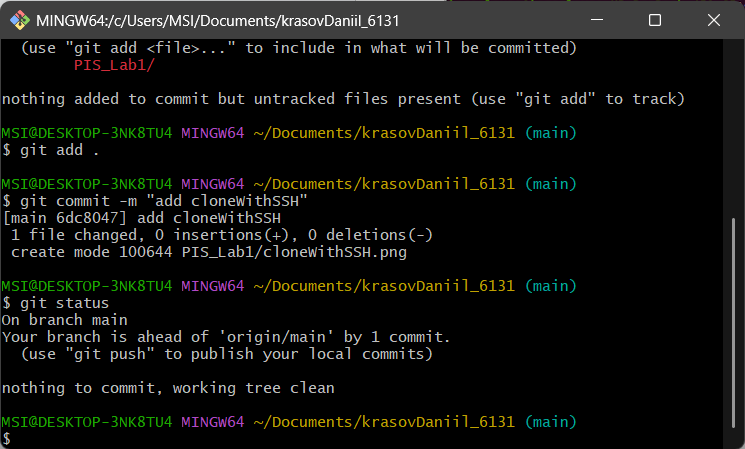 MINGW64:/c/Users/MSI/Documents/krasovDaniil_6131
  (use "git add <file>..." to include in what will be committed)
        PIS_Lab1/

nothing added to commit but untracked files present (use "git add" to track)

MSI@DESKTOP-3NK8TU4 MINGW64 ~/Documents/krasovDaniil_6131 (main)
$ git add .

MSI@DESKTOP-3NK8TU4 MINGW64 ~/Documents/krasovDaniil_6131 (main)
$ git commit -m "add cloneWithSSH"
[main 6dc8047] add cloneWithSSH
 1 file changed, 0 insertions(+), 0 deletions(-)
 create mode 100644 PIS_Lab1/cloneWithSSH.png

MSI@DESKTOP-3NK8TU4 MINGW64 ~/Documents/krasovDaniil_6131 (main)
$ git status
On branch main
Your branch is ahead of 'origin/main' by 1 commit.
  (use "git push" to publish your local commits)

nothing to commit, working tree clean

MSI@DESKTOP-3NK8TU4 MINGW64 ~/Documents/krasovDaniil_6131 (main)
$